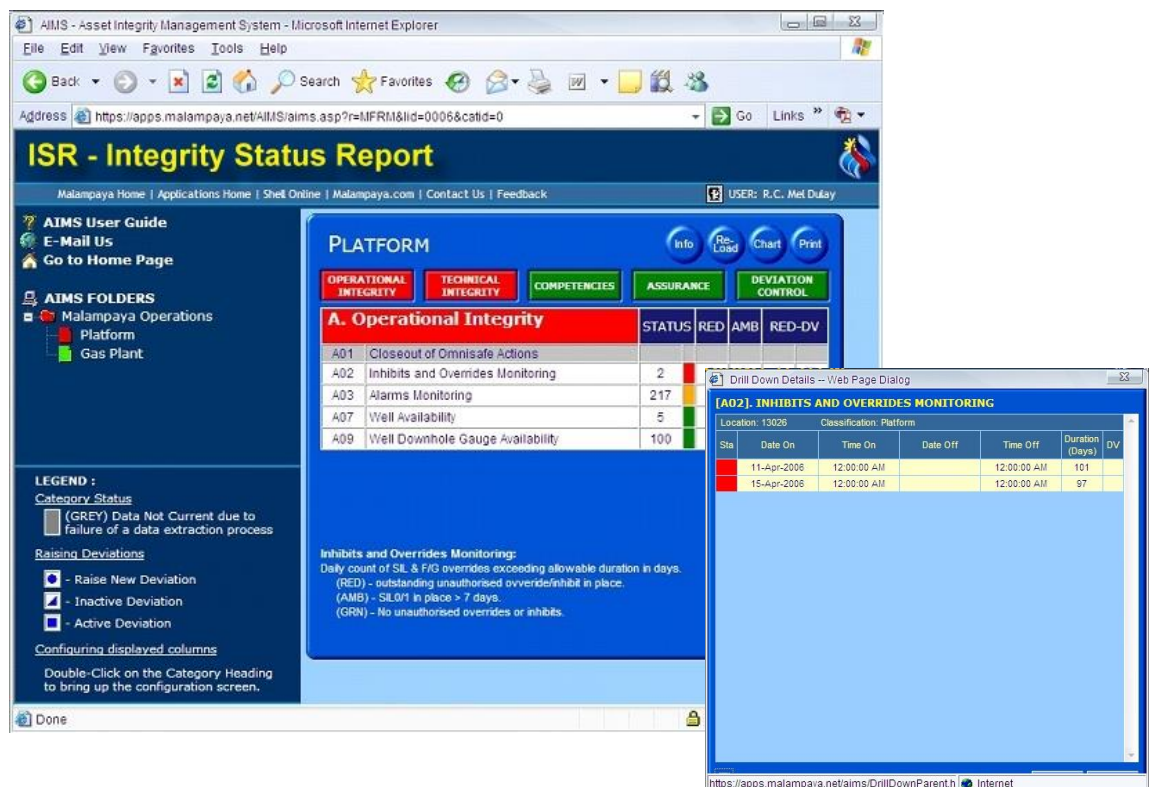 AIMS - Asset Integrity Management System - Microsoft Internet Explorer
File Edit View Favorites Tools Help
Back Search Favorites
Address https://apps.malampaya.net/AIMS/aims.asp?r=MFRM&lid=0006&catid=0 Go Links »
ISR - Integrity Status Report
Malampaya Home | Applications Home | Shell Online | Malampaya.com | Contact Us | Feedback USER: R.C. Mel Dulay
AIMS User Guide
E-Mail Us
Go to Home Page
AIMS FOLDERS
Malampaya Operations
Platform
Gas Plant
LEGEND :
Category Status
(GREY) Data Not Current due to
failure of a data extraction process
Raising Deviations
- Raise New Deviation
- Inactive Deviation
- Active Deviation
Configuring displayed columns
Double-Click on the Category Heading
to bring up the configuration screen.
PLATFORM
Info Re-Load Chart Print
OPERATIONAL INTEGRITY TECHNICAL INTEGRITY COMPETENCIES ASSURANCE DEVIATION CONTROL
A. Operational Integrity STATUS RED AMB RED-DV
A01 Closeout of Omnisafe Actions
A02 Inhibits and Overrides Monitoring 2
A03 Alarms Monitoring 217
A07 Well Availability 5
A09 Well Downhole Gauge Availability 100
Inhibits and Overrides Monitoring:
Daily count of SIL & F/G overrides exceeding allowable duration in days.
(RED) - outstanding unauthorised ovveride/inhibit in place.
(AMB) - SIL0/1 in place > 7 days.
(GRN) - No unauthorised overrides or inhibits.
Done
Drill Down Details -- Web Page Dialog
[A02]. INHIBITS AND OVERRIDES MONITORING
Location: 13026 Classification: Platform
Sta Date On Time On Date Off Time Off Duration (Days) DV
11-Apr-2006 12:00:00 AM 12:00:00 AM 101
15-Apr-2006 12:00:00 AM 12:00:00 AM 97
https://apps.malampaya.net/aims/DrillDownParent.h Internet